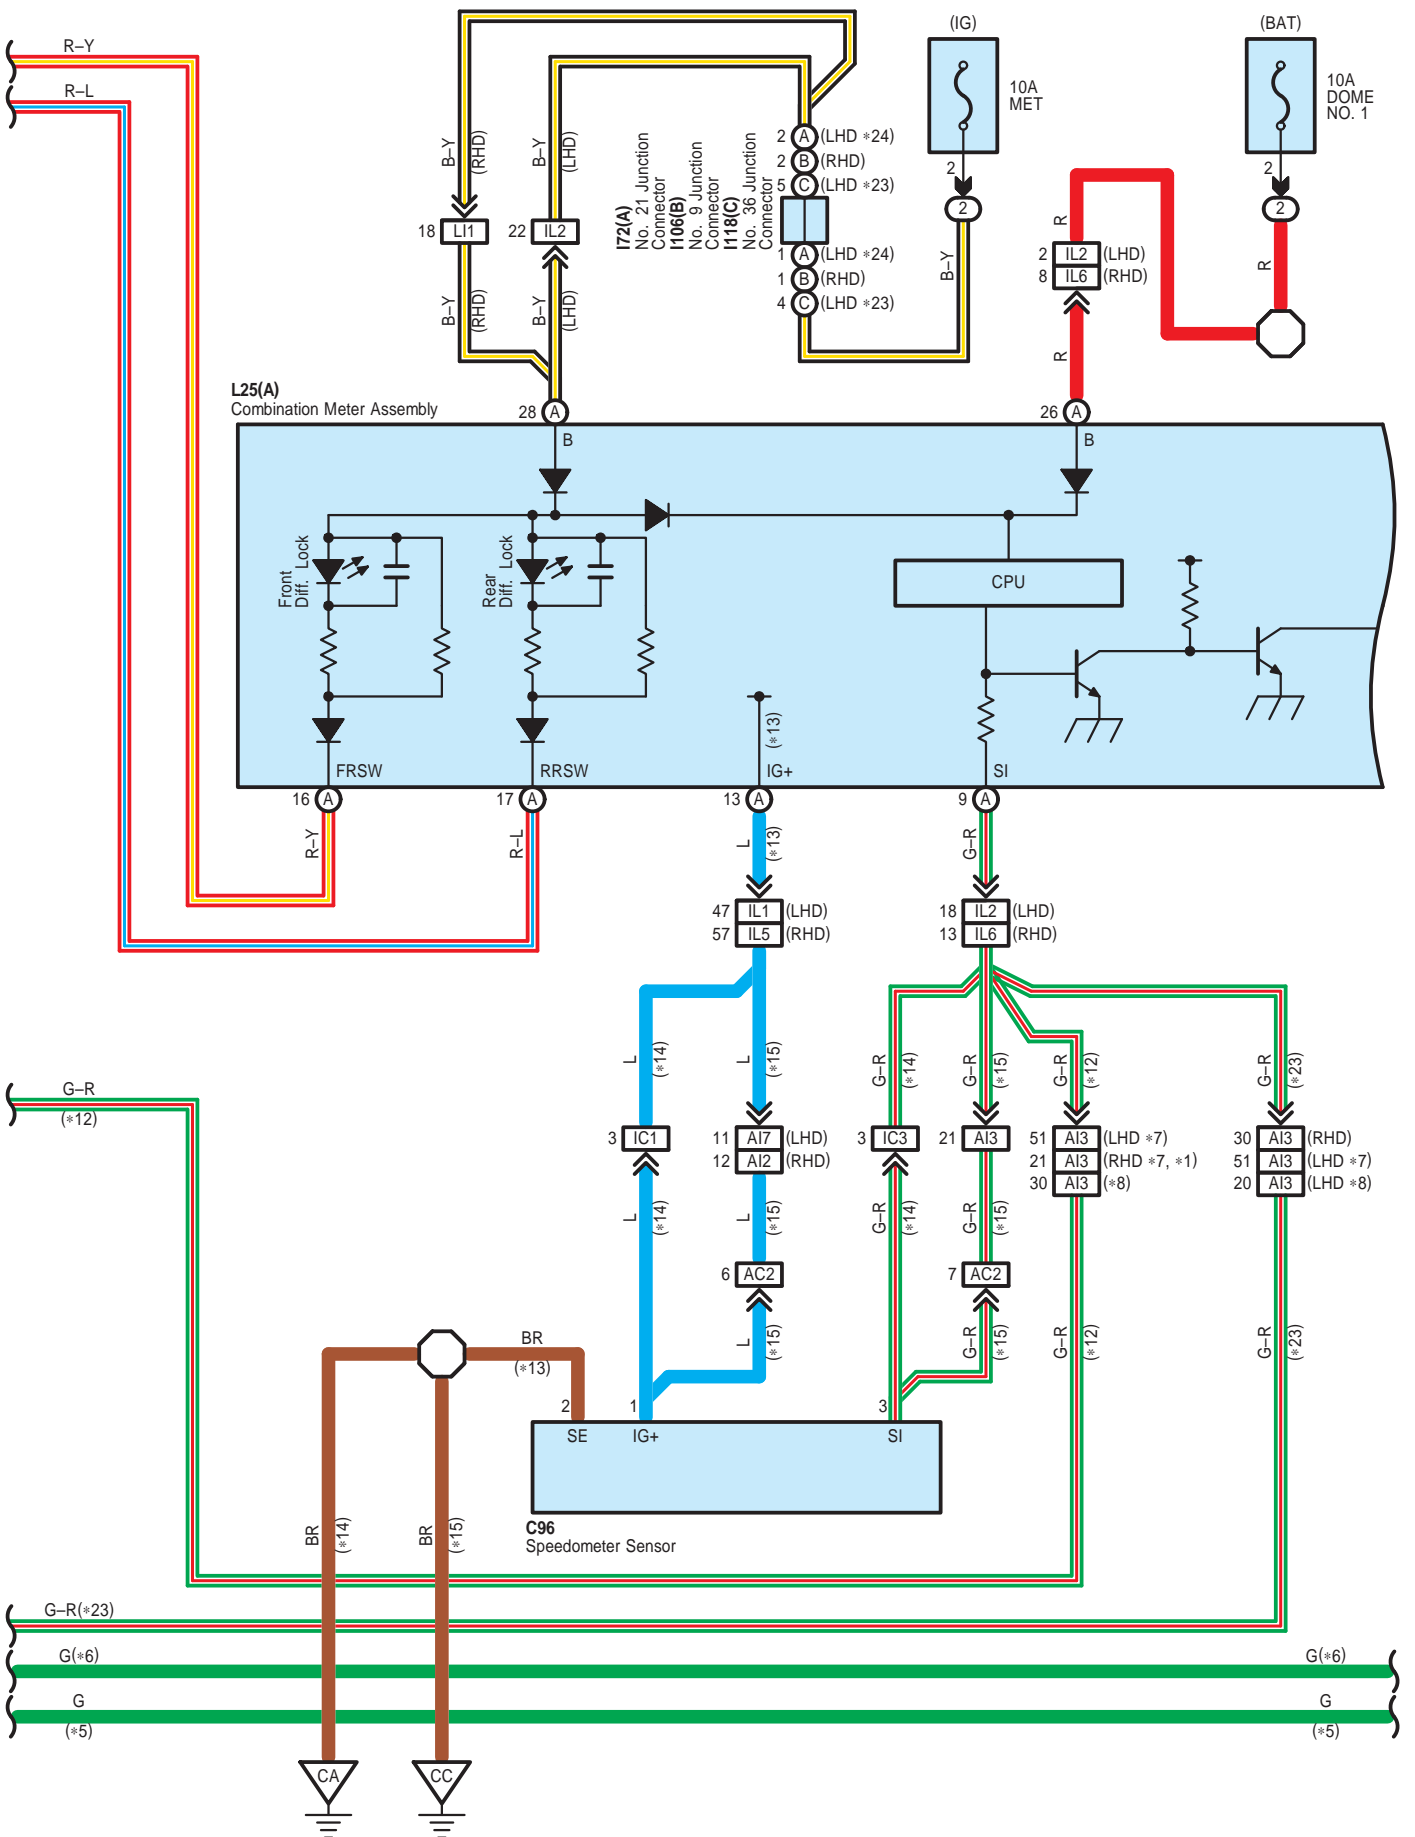 (IG)
(BAT)
R–Y
R–L
10A
MET
10A
DOME
NO. 1
B–Y
(RHD)
B–Y
(LHD)
I72(A)
No. 21 Junction
Connector
I106(B)
No. 9 Junction
Connector
I118(C)
No. 36 Junction
Connector
2 A (LHD *24)
2 B (RHD)
5 C (LHD *23)
2
2
2
2
18 LI1
22 IL2
1 A (LHD *24)
1 B (RHD)
4 C (LHD *23)
B–Y
R
R
2 IL2 (LHD)
8 IL6 (RHD)
B–Y
(RHD)
B–Y
(LHD)
R
L25(A)
Combination Meter Assembly
28 A
26 A
B
B
Front
Diff. Lock
Rear
Diff. Lock
CPU
(*13)
FRSW
RRSW
IG+
SI
16 A
17 A
13 A
9 A
R–Y
R–L
L
(*13)
G–R
47 IL1 (LHD)
57 IL5 (RHD)
18 IL2 (LHD)
13 IL6 (RHD)
L
(*14)
L
(*15)
G–R
(*14)
G–R
(*15)
G–R
(*12)
G–R
(*23)
G–R
(*12)
3 IC1
11 AI7 (LHD)
12 AI2 (RHD)
3 IC3
21 AI3
51 AI3 (LHD *7)
21 AI3 (RHD *7, *1)
30 AI3 (*8)
30 AI3 (RHD)
51 AI3 (LHD *7)
20 AI3 (LHD *8)
L
(*14)
L
(*15)
G–R
(*14)
G–R
(*15)
6 AC2
7 AC2
L
(*15)
G–R
(*15)
G–R
(*12)
G–R
(*23)
BR
(*13)
2
1
3
SE
IG+
SI
C96
Speedometer Sensor
BR
(*14)
BR
(*15)
G–R(*23)
G(*6)
G(*6)
G
(*5)
G
(*5)
CA
CC